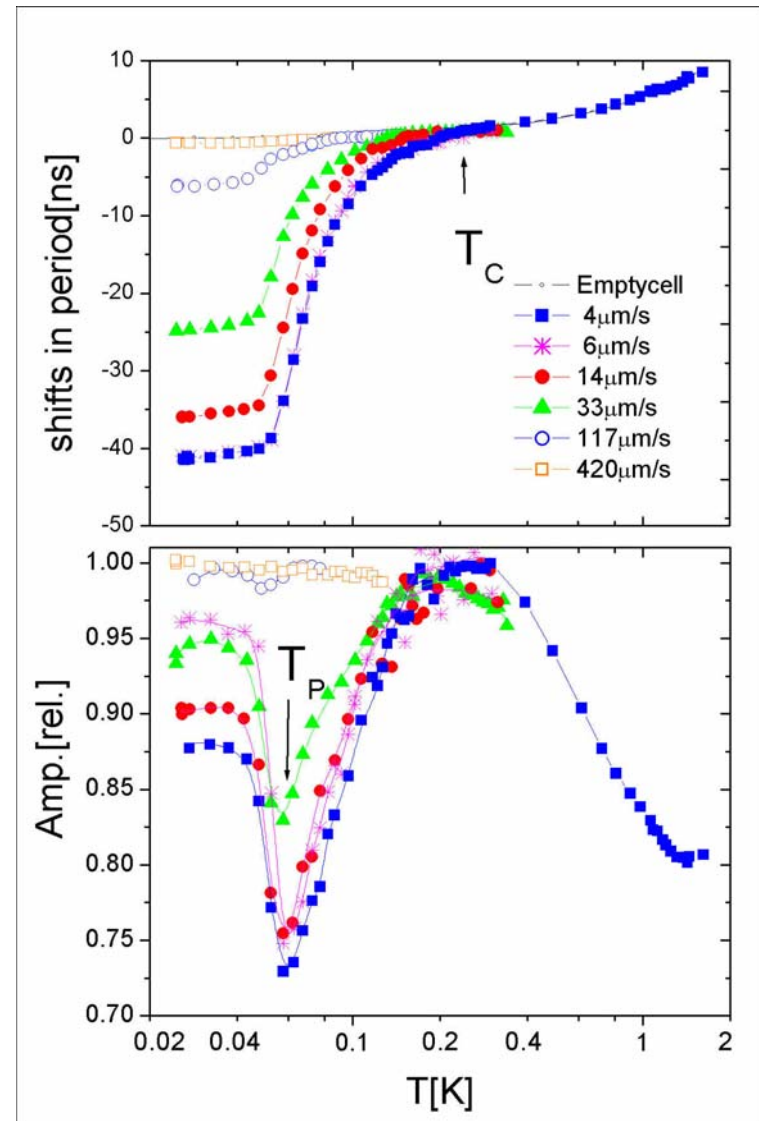 10
0
-10
-20
-30
-40
-50
shifts in period[ns]
T_C
Emptycell
4μm/s
6μm/s
14μm/s
33μm/s
117μm/s
420μm/s
1.00
0.95
0.90
0.85
0.80
0.75
0.70
Amp.[rel.]
T_P
0.02 0.04 0.1 0.2 0.4 1 2
T[K]